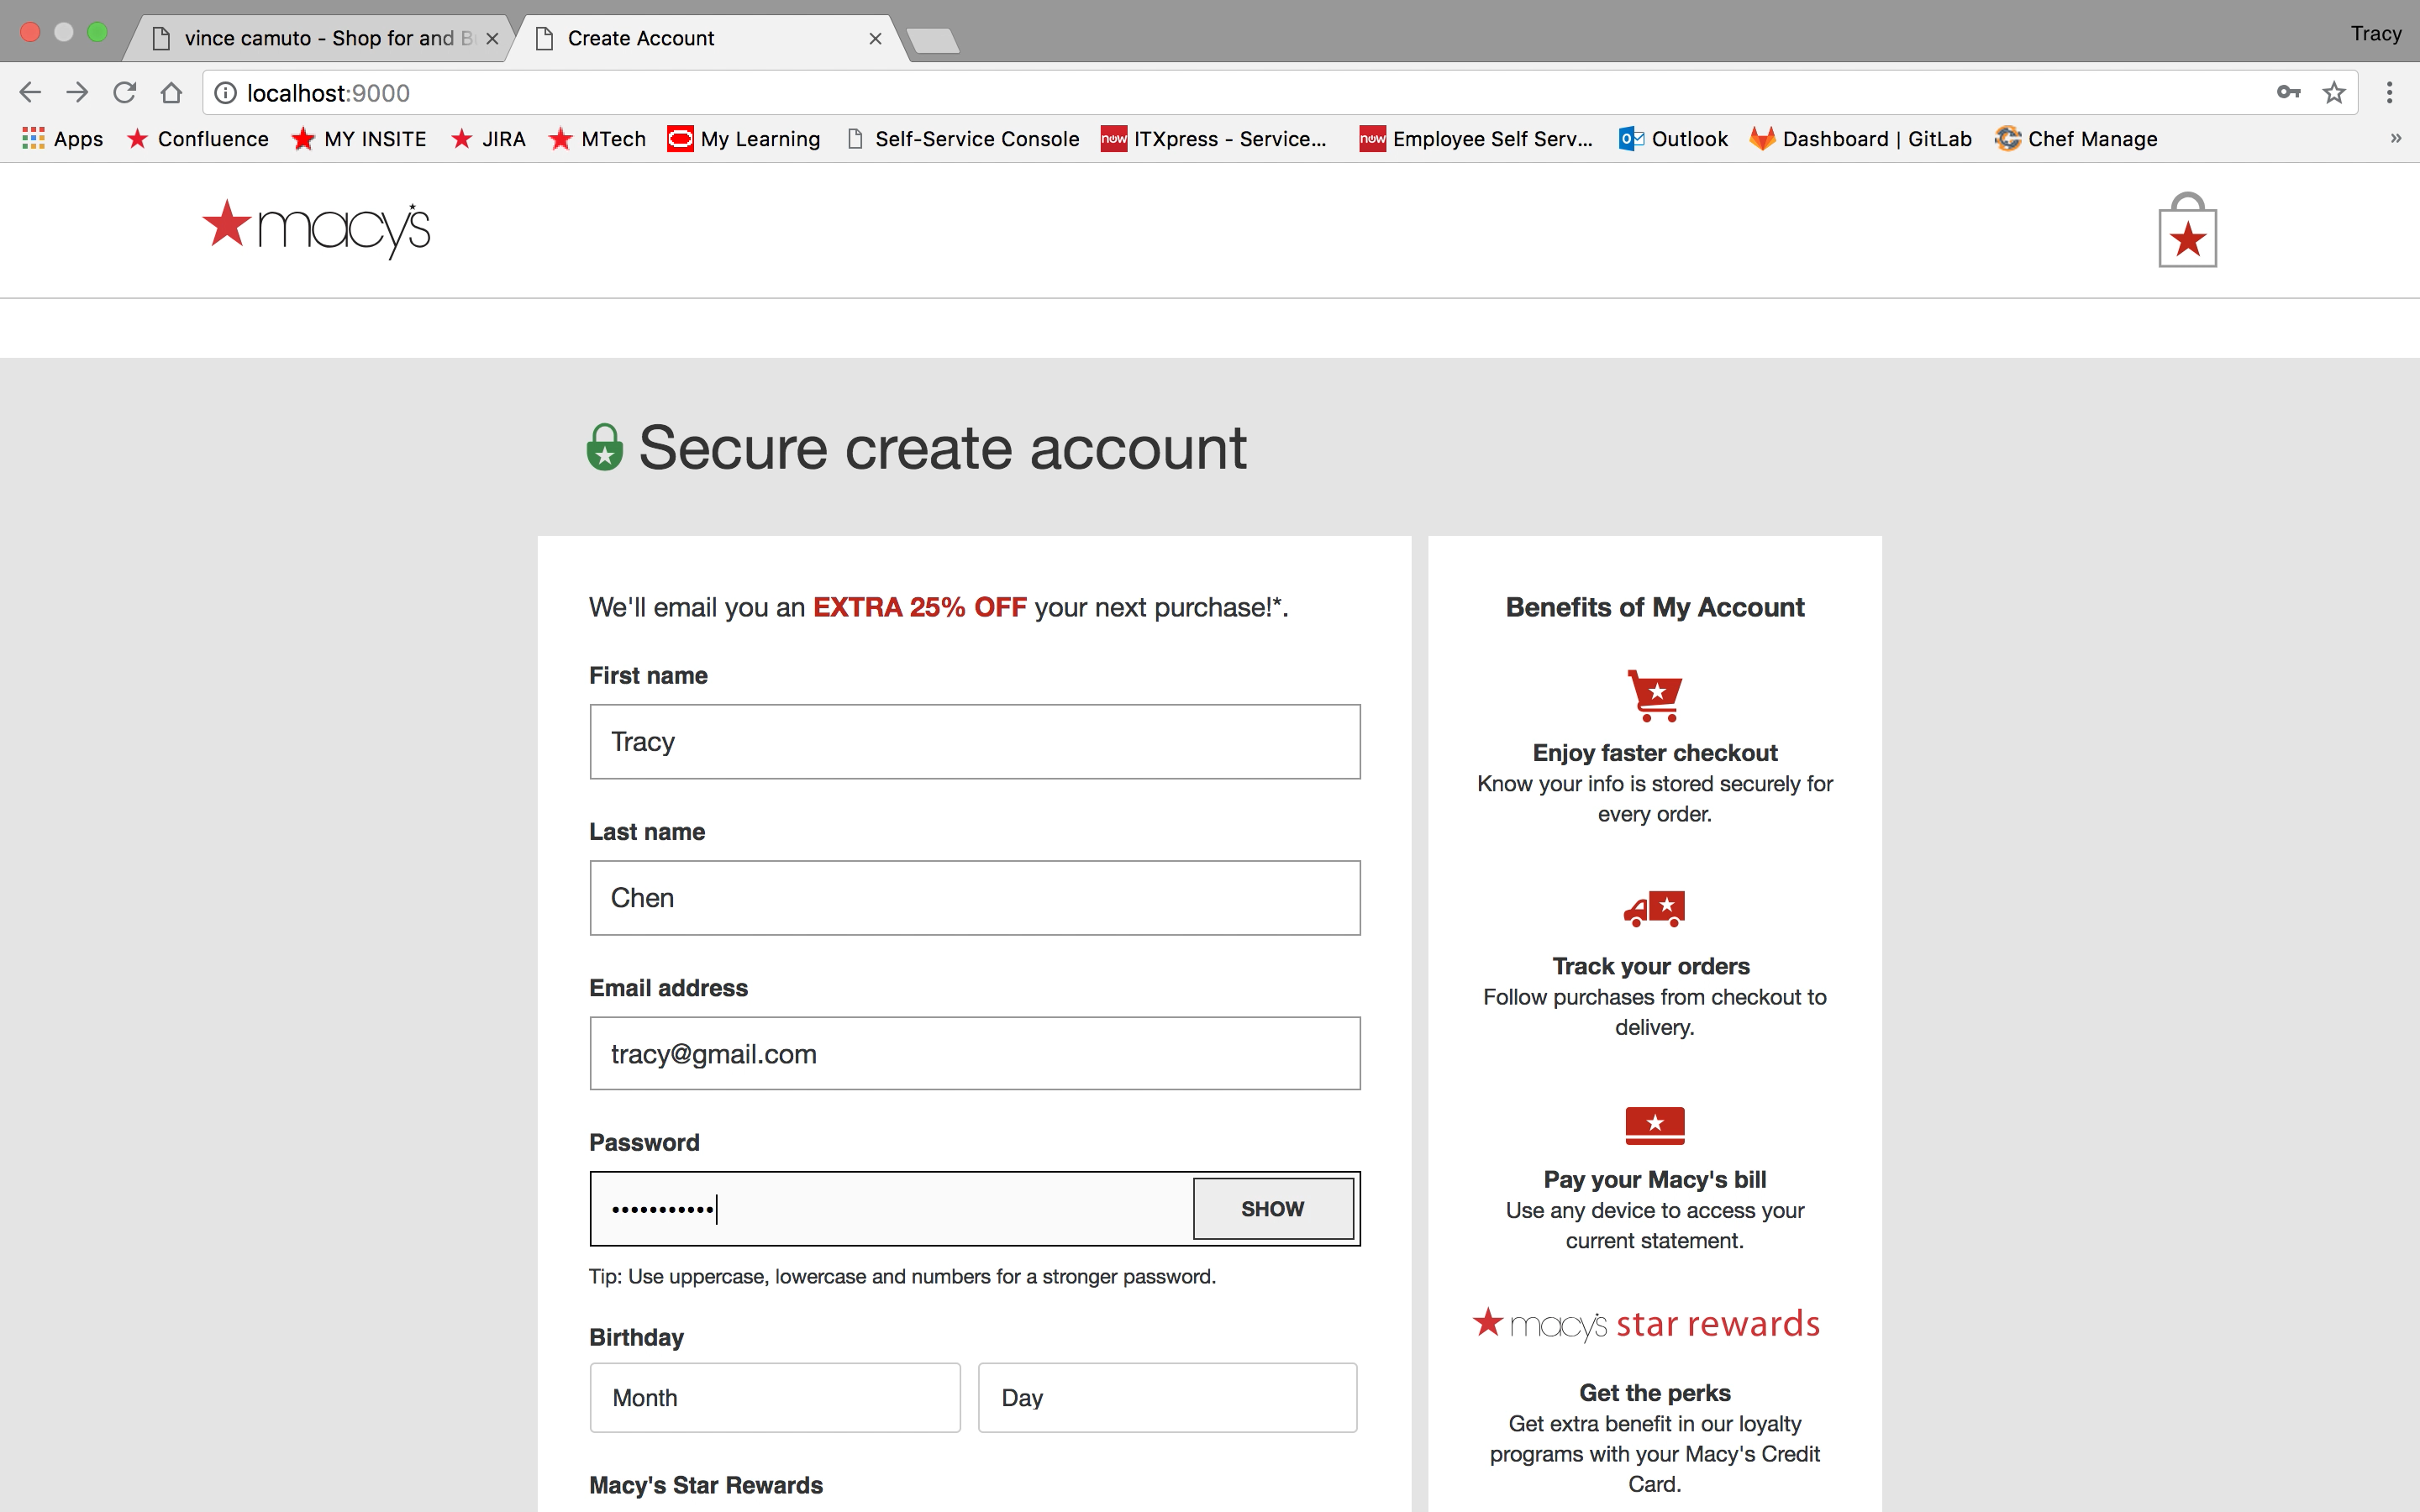 vince camuto - Shop for and B
Create Account
Tracy
localhost:9000
Apps
Confluence
MY INSITE
JIRA
MTech
My Learning
Self-Service Console
now
ITXpress - Service...
now
Employee Self Serv...
Outlook
Dashboard | GitLab
Chef Manage
»
macy's
Secure create account
We'll email you an EXTRA 25% OFF your next purchase!*.
First name
Tracy
Last name
Chen
Email address
tracy@gmail.com
Password
•••••••••••
SHOW
Tip: Use uppercase, lowercase and numbers for a stronger password.
Birthday
Month
Day
Macy's Star Rewards
Benefits of My Account
Enjoy faster checkout
Know your info is stored securely for
every order.
Track your orders
Follow purchases from checkout to
delivery.
Pay your Macy's bill
Use any device to access your
current statement.
macy's star rewards
Get the perks
Get extra benefit in our loyalty
programs with your Macy's Credit
Card.